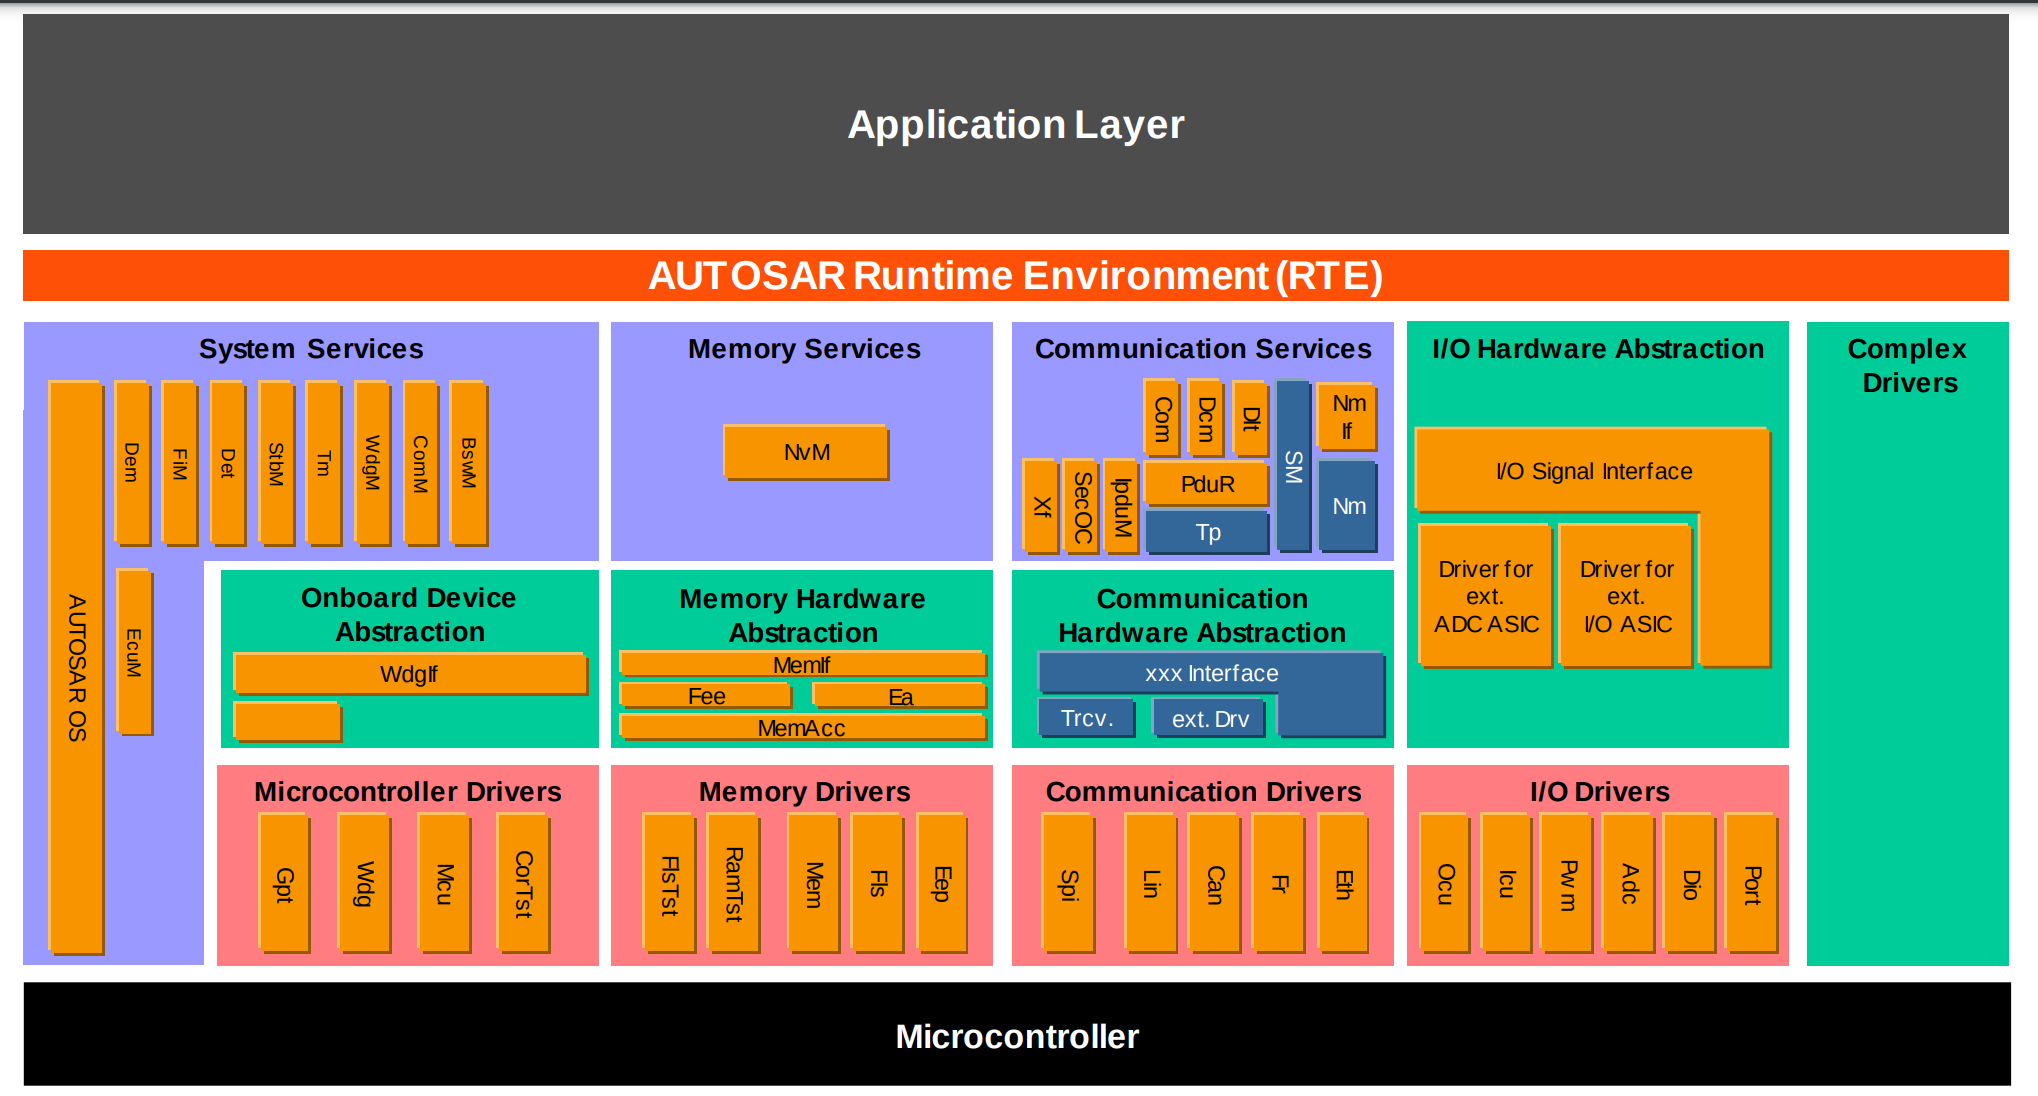 Application Layer
AUTOSAR Runtime Environment (RTE)
System Services
AUTOSAR OS
Dem
FiM
Det
StbM
Tm
WdgM
ComM
BswM
EcuM
Memory Services
NvM
Communication Services
Com
Dcm
Dlt
SM
Nm
If
Xf
SecOC
IpduM
PduR
Tp
Nm
I/O Hardware Abstraction
I/O Signal Interface
Driver for
ext.
ADC ASIC
Driver for
ext.
I/O ASIC
Complex
Drivers
Onboard Device
Abstraction
WdgIf
Memory Hardware
Abstraction
MemIf
Fee
Ea
MemAcc
Communication
Hardware Abstraction
xxx Interface
Trcv.
ext. Drv
Microcontroller Drivers
Gpt
Wdg
Mcu
CorTst
Memory Drivers
FlsTst
RamTst
Mem
Fls
Eep
Communication Drivers
Spi
Lin
Can
Fr
Eth
I/O Drivers
Ocu
Icu
Pwm
Adc
Dio
Port
Microcontroller